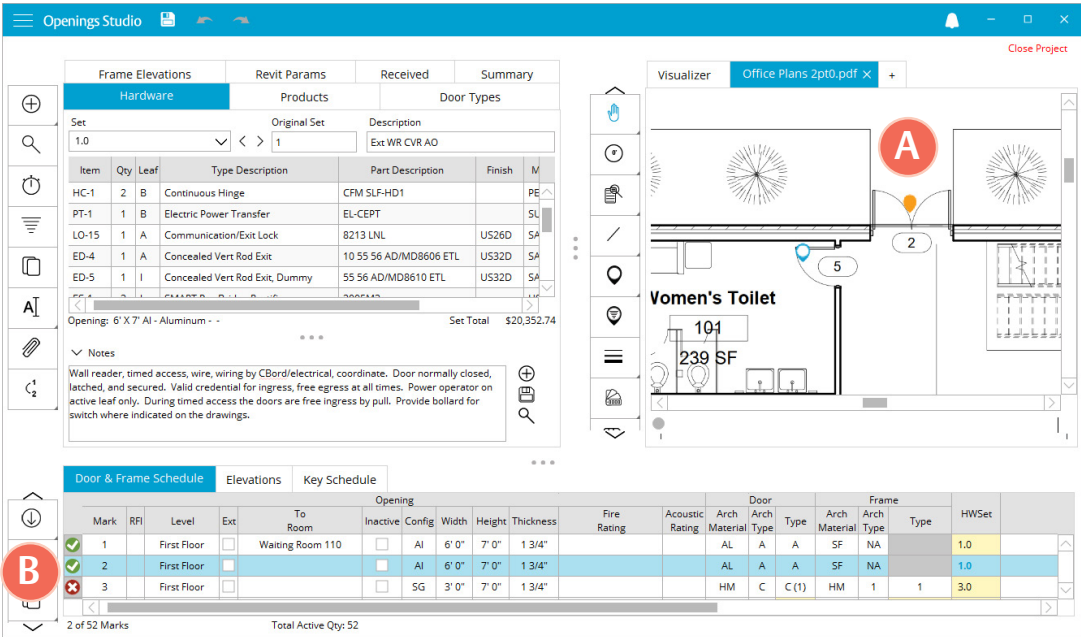 Openings Studio
Close Project
Frame Elevations Revit Params Received Summary
Hardware Products Door Types
Set Original Set Description
1.0 1 Ext WR CVR AO
Item Qty Leaf Type Description Part Description Finish M
HC-1 2 B Continuous Hinge CFM SLF-HD1 PE
PT-1 1 B Electric Power Transfer EL-CEPT SU
LO-15 1 A Communication/Exit Lock 8213 LNL US26D SA
ED-4 1 A Concealed Vert Rod Exit 10 55 56 AD/MD8606 ETL US32D SA
ED-5 1 I Concealed Vert Rod Exit, Dummy 55 56 AD/MD8610 ETL US32D SA
Opening: 6' X 7' AI - Aluminum - - Set Total $20,352.74
Notes
Wall reader, timed access, wire, wiring by CBord/electrical, coordinate. Door normally closed,
latched, and secured. Valid credential for ingress, free egress at all times. Power operator on
active leaf only. During timed access the doors are free ingress by pull. Provide bollard for
switch where indicated on the drawings.
Visualizer Office Plans 2pt0.pdf × +
A
2
5
Women's Toilet
101
239 SF
Door & Frame Schedule Elevations Key Schedule
Opening Door Frame
Mark RFI Level Ext To Room Inactive Config Width Height Thickness Fire Rating Acoustic Rating Arch Material Arch Type Type Arch Material Arch Type Type HWSet
1 First Floor Waiting Room 110 AI 6' 0" 7' 0" 1 3/4" AL A A SF NA 1.0
2 First Floor AI 6' 0" 7' 0" 1 3/4" AL A A SF NA 1.0
3 First Floor SG 3' 0" 7' 0" 1 3/4" HM C C (1) HM 1 1 3.0
B
2 of 52 Marks Total Active Qty: 52